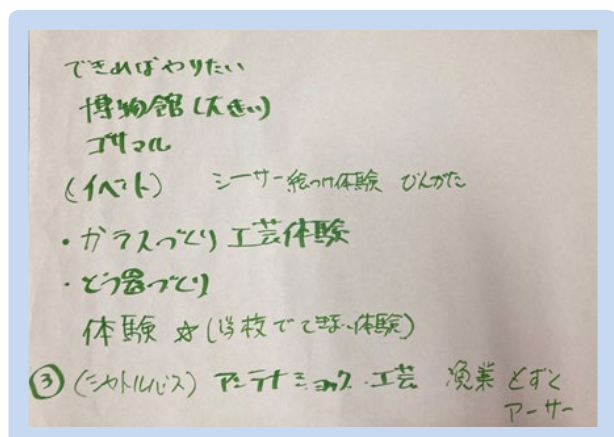 できればやりたい
博物館(大きい)
ゴサマル
(イベント) シーサー絵つけ体験 びんがた
・ガラスづくり 工芸体験
・とう器づくり
体験 ☆(学校でできない体験)
③(シャトルバス) アンテナショック・工芸 漁業 とずく
アーサー